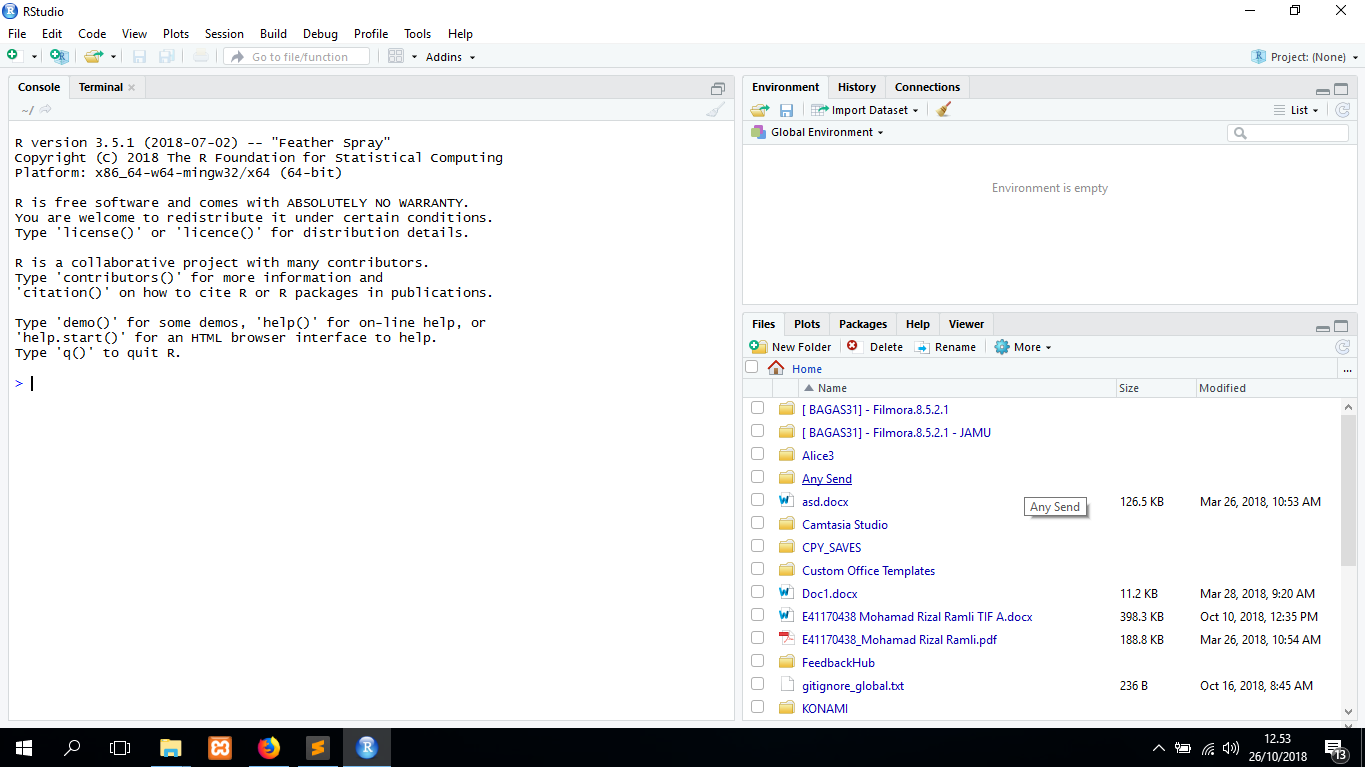 RStudio
File Edit Code View Plots Session Build Debug Profile Tools Help
Go to file/function Addins Project: (None)
Console Terminal
~/
R version 3.5.1 (2018-07-02) -- "Feather Spray"
Copyright (C) 2018 The R Foundation for Statistical Computing
Platform: x86_64-w64-mingw32/x64 (64-bit)
R is free software and comes with ABSOLUTELY NO WARRANTY.
You are welcome to redistribute it under certain conditions.
Type 'license()' or 'licence()' for distribution details.
R is a collaborative project with many contributors.
Type 'contributors()' for more information and
'citation()' on how to cite R or R packages in publications.
Type 'demo()' for some demos, 'help()' for on-line help, or
'help.start()' for an HTML browser interface to help.
Type 'q()' to quit R.
>
Environment History Connections
Import Dataset List
Global Environment
Environment is empty
Files Plots Packages Help Viewer
New Folder Delete Rename More
Home ...
Name Size Modified
[ BAGAS31] - Filmora.8.5.2.1
[ BAGAS31] - Filmora.8.5.2.1 - JAMU
Alice3
Any Send
asd.docx 126.5 KB Mar 26, 2018, 10:53 AM
Any Send
Camtasia Studio
CPY_SAVES
Custom Office Templates
Doc1.docx 11.2 KB Mar 28, 2018, 9:20 AM
E41170438 Mohamad Rizal Ramli TIF A.docx 398.3 KB Oct 10, 2018, 12:35 PM
E41170438_Mohamad Rizal Ramli.pdf 188.8 KB Mar 26, 2018, 10:54 AM
FeedbackHub
gitignore_global.txt 236 B Oct 16, 2018, 8:45 AM
KONAMI
12.53
26/10/2018
13